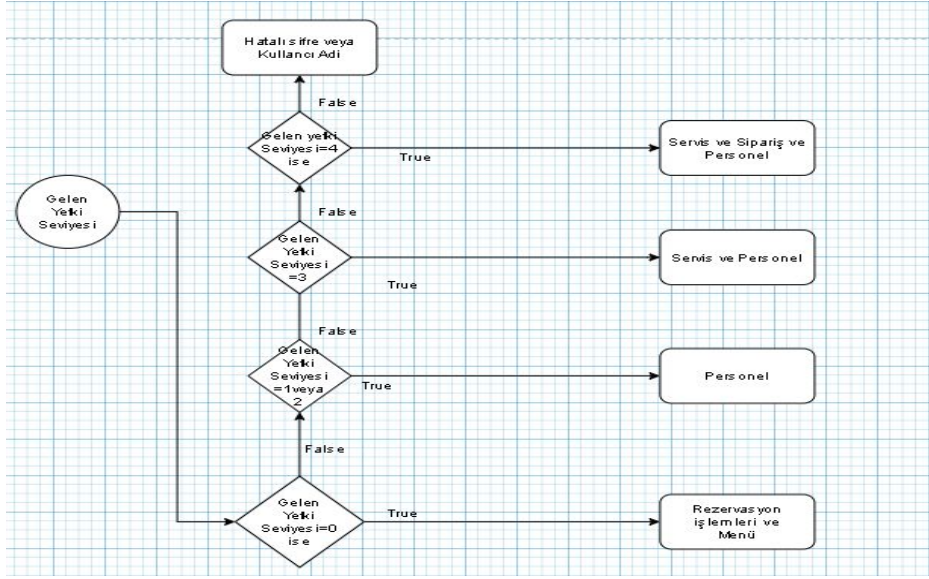 Hatalı sifre veya
Kullancı Adi
False
Gelen yetki
Seviyesi=4
ise
True
Servis ve Sipariş ve
Personel
Gelen
Yetki
Seviyesi
False
Gelen
Yetki
Seviyesi
=3
True
Servis ve Personel
False
Gelen
Yetki
Seviyesi
=1veya
2
True
Personel
False
Gelen
Yetki
Seviyesi=0
ise
True
Rezervasyon
işlemleri ve
Menü